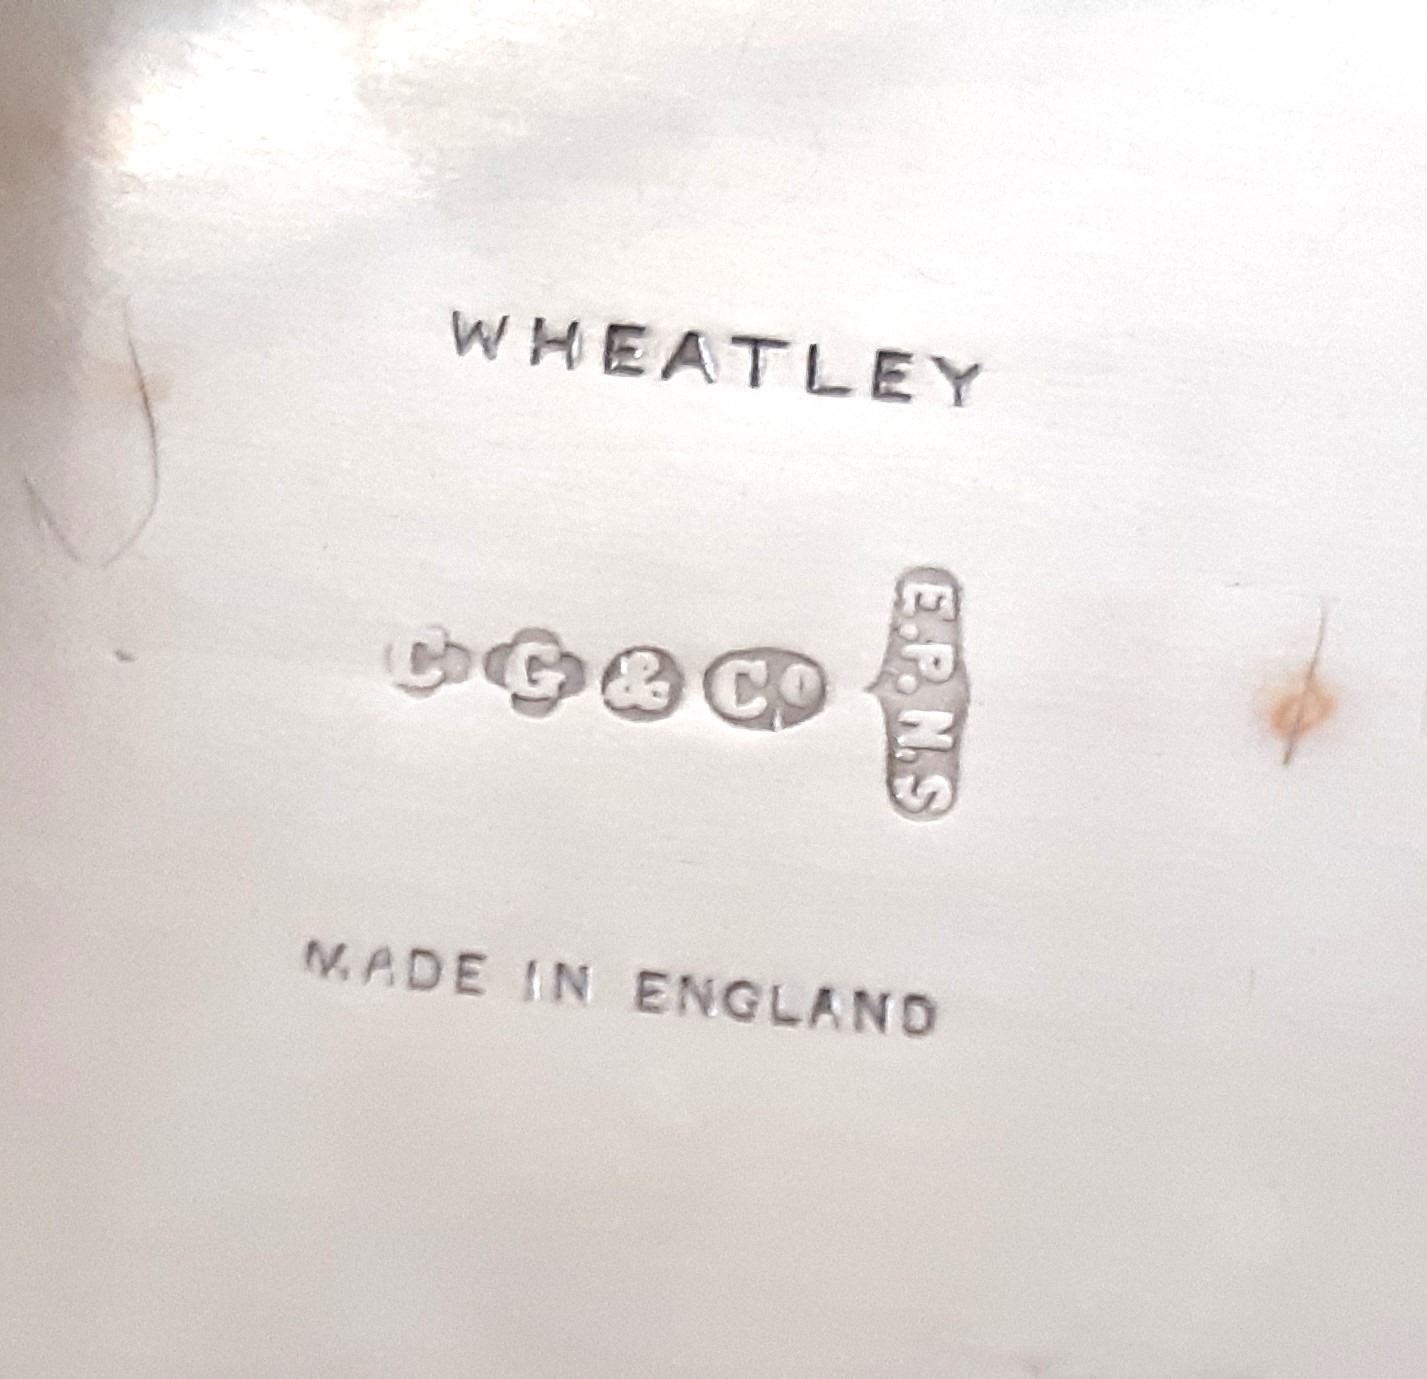 WHEATLEY
C G & Co E.P.N.S
MADE IN ENGLAND